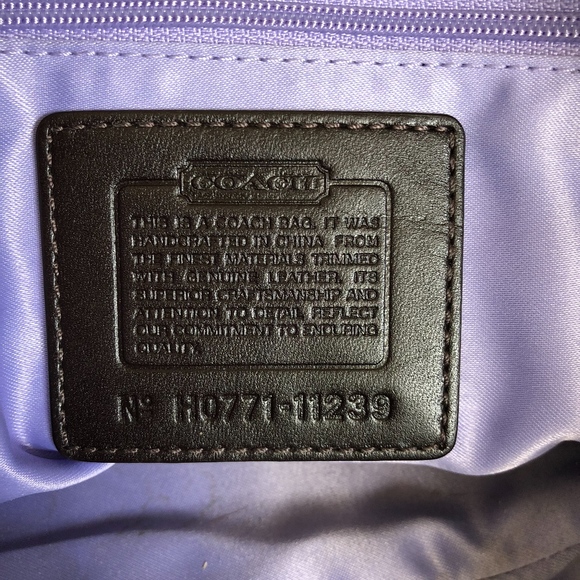 COACH
THIS IS A COACH BAG. IT WAS
HANDCRAFTED IN CHINA FROM
THE FINEST MATERIALS TRIMMED
WITH GENUINE LEATHER. ITS
SUPERIOR CRAFTSMANSHIP AND
ATTENTION TO DETAIL REFLECT
OUR COMMITMENT TO ENDURING
QUALITY.
Nº H0771-11239